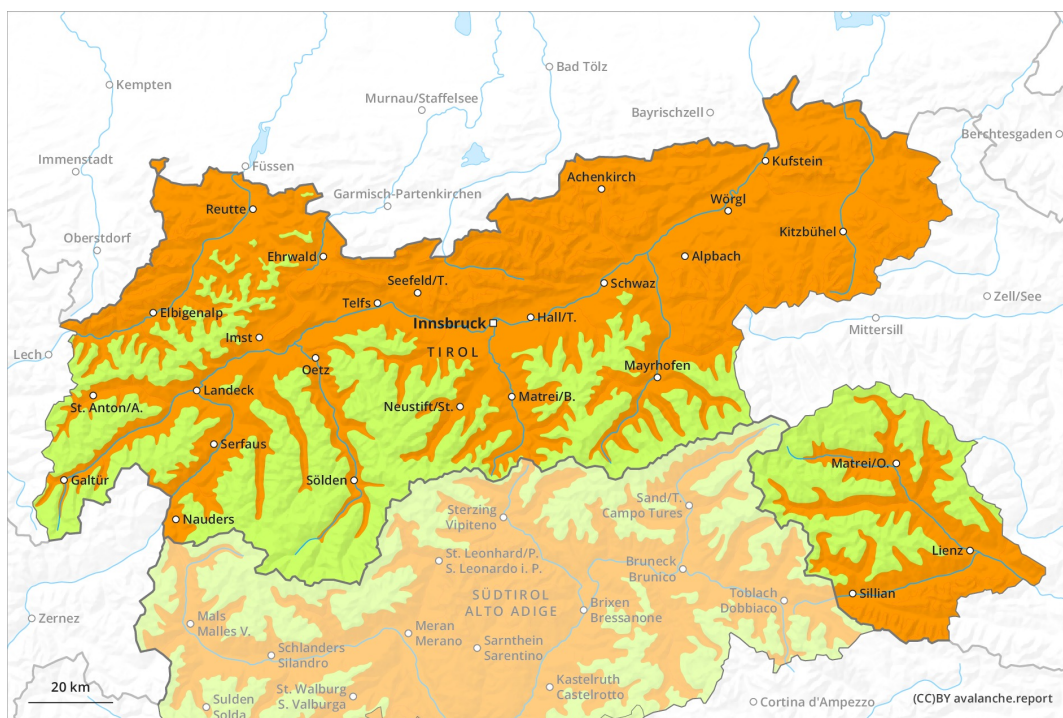 Kempten
Bad Tölz
Murnau/Staffelsee
Bayrischzell
Berchtesgaden
Immenstadt
Füssen
Kufstein
Achenkirch
Garmisch-Partenkirchen
Wörgl
Reutte
Oberstdorf
Kitzbühel
Ehrwald
Alpbach
Seefeld/T.
Schwaz
Zell/See
Telfs
Elbigenalp
Innsbruck
Hall/T.
Mittersill
Imst
Lech
TIROL
Oetz
Mayrhofen
Landeck
St. Anton/A.
Neustift/St.
Matrei/B.
Serfaus
Matrei/O.
Galtür
Sölden
Sand/T.
Campo Tures
Sterzing
Vipiteno
Nauders
Lienz
St. Leonhard/P.
S. Leonardo i. P.
Bruneck
Brunico
Sillian
SÜDTIROL
ALTO ADIGE
Toblach
Dobbiaco
Brixen
Bressanone
Zernez
Mals
Malles V.
Meran
Merano
Sarnthein
Sarentino
Schlanders
Silandro
20 km
St. Walburg
S. Valburga
Kastelruth
Castelrotto
Sulden
Solda
Cortina d'Ampezzo
(CC)BY avalanche.report